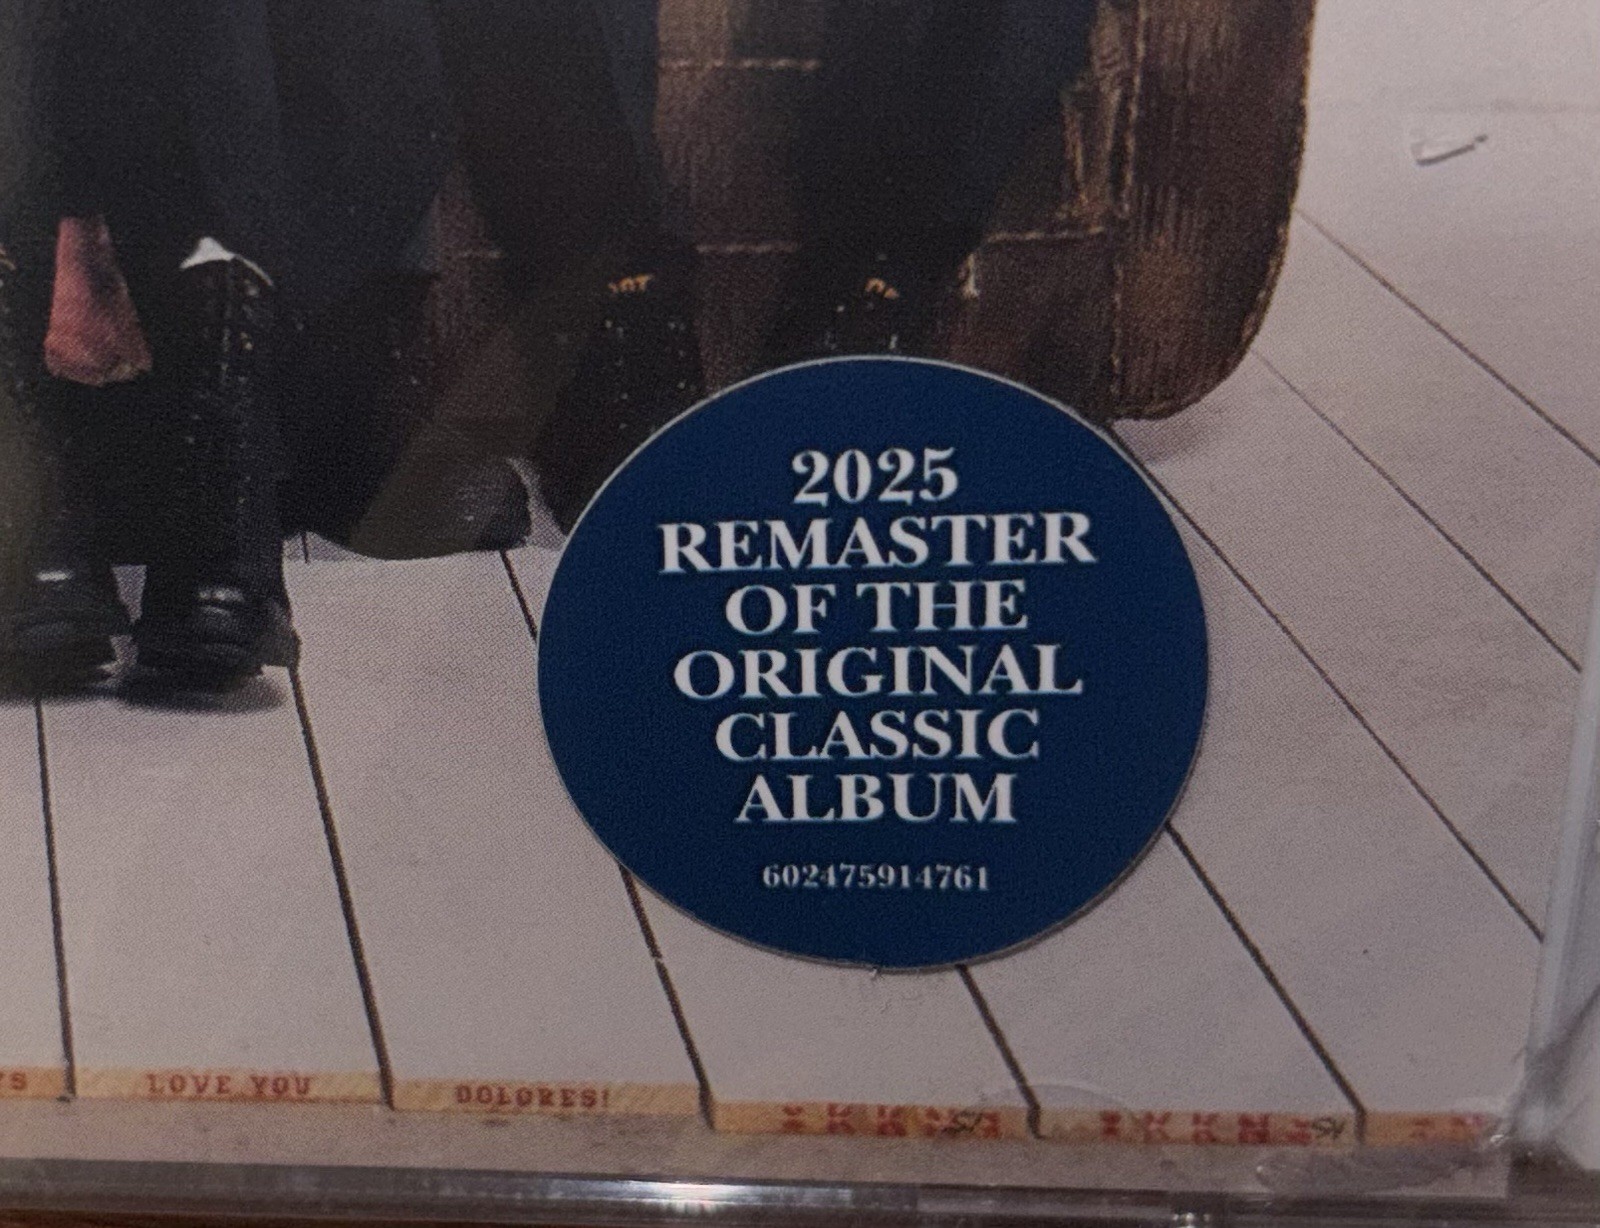 2025
REMASTER
OF THE
ORIGINAL
CLASSIC
ALBUM
602475914761
LOVE YOU
DOLORES!